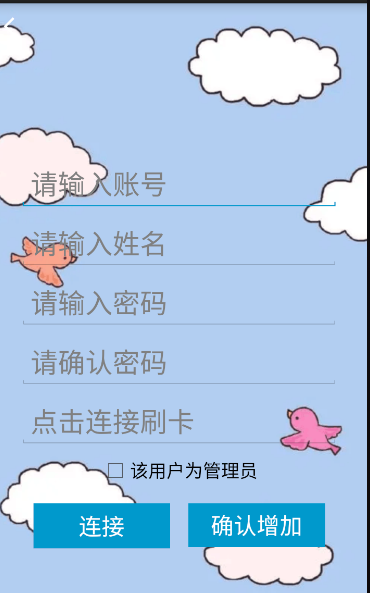 请输入账号
请输入姓名
请输入密码
请确认密码
点击连接刷卡
该用户为管理员
连接
确认增加